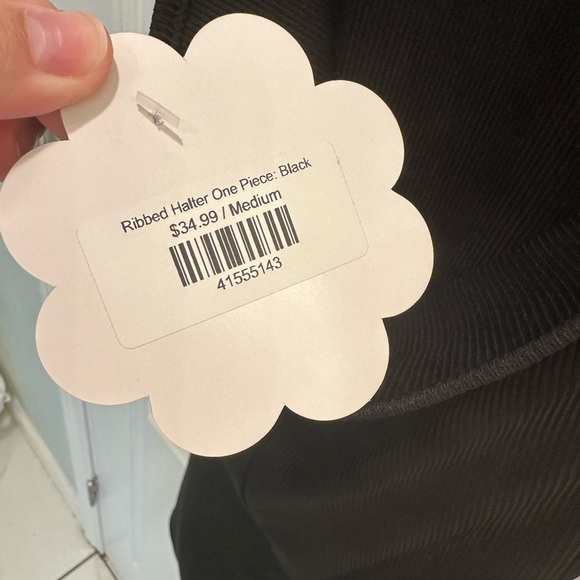 Ribbed Halter One Piece: Black
$34.99 / Medium
41555143